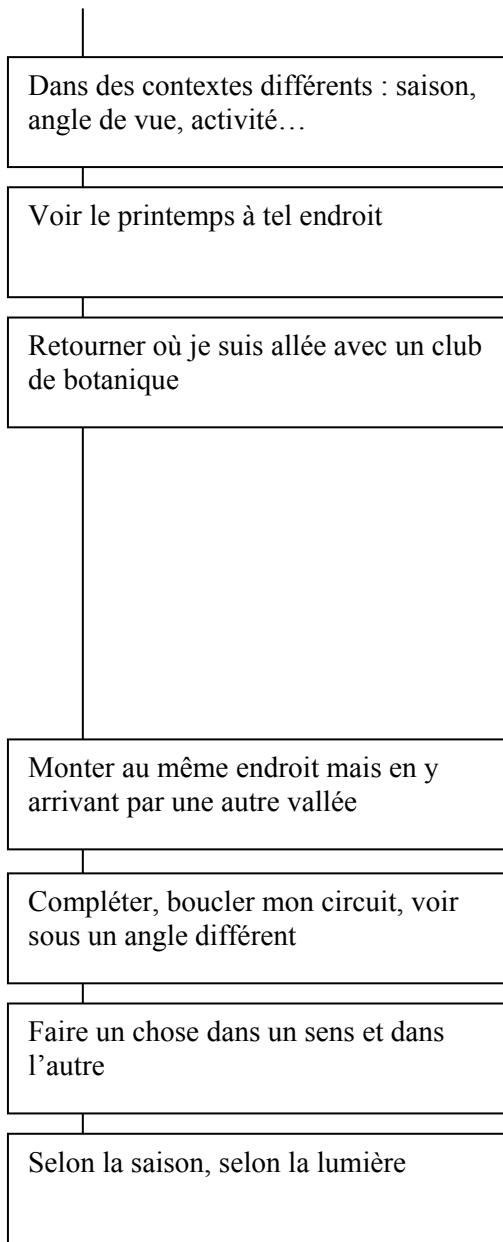 Dans des contextes différents : saison,
angle de vue, activité…
Voir le printemps à tel endroit
Retourner où je suis allée avec un club
de botanique
Monter au même endroit mais en y
arrivant par une autre vallée
Compléter, boucler mon circuit, voir
sous un angle différent
Faire un chose dans un sens et dans
l’autre
Selon la saison, selon la lumière